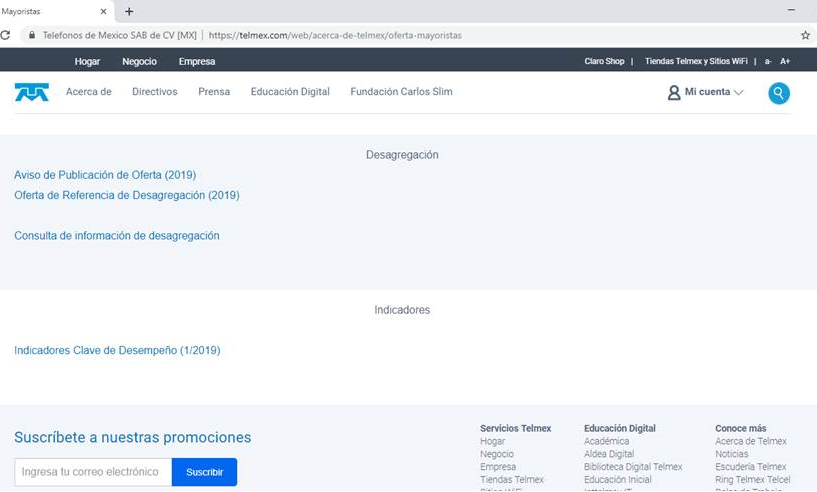 Mayoristas
Telefonos de Mexico SAB de CV [MX] https://telmex.com/web/acerca-de-telmex/oferta-mayoristas
Hogar Negocio Empresa Claro Shop | Tiendas Telmex y Sitios WiFi | a- A+
Acerca de Directivos Prensa Educación Digital Fundación Carlos Slim Mi cuenta
Desagregación
Aviso de Publicación de Oferta (2019)
Oferta de Referencia de Desagregación (2019)
Consulta de información de desagregación
Indicadores
Indicadores Clave de Desempeño (1/2019)
Suscríbete a nuestras promociones
Ingresa tu correo electrónico Suscribir
Servicios Telmex
Hogar
Negocio
Empresa
Tiendas Telmex
Sitios WiFi
Educación Digital
Académica
Aldea Digital
Biblioteca Digital Telmex
Educación Inicial
Conoce más
Acerca de Telmex
Noticias
Escudería Telmex
Ring Telmex Telcel
Bolsa de Trabajo